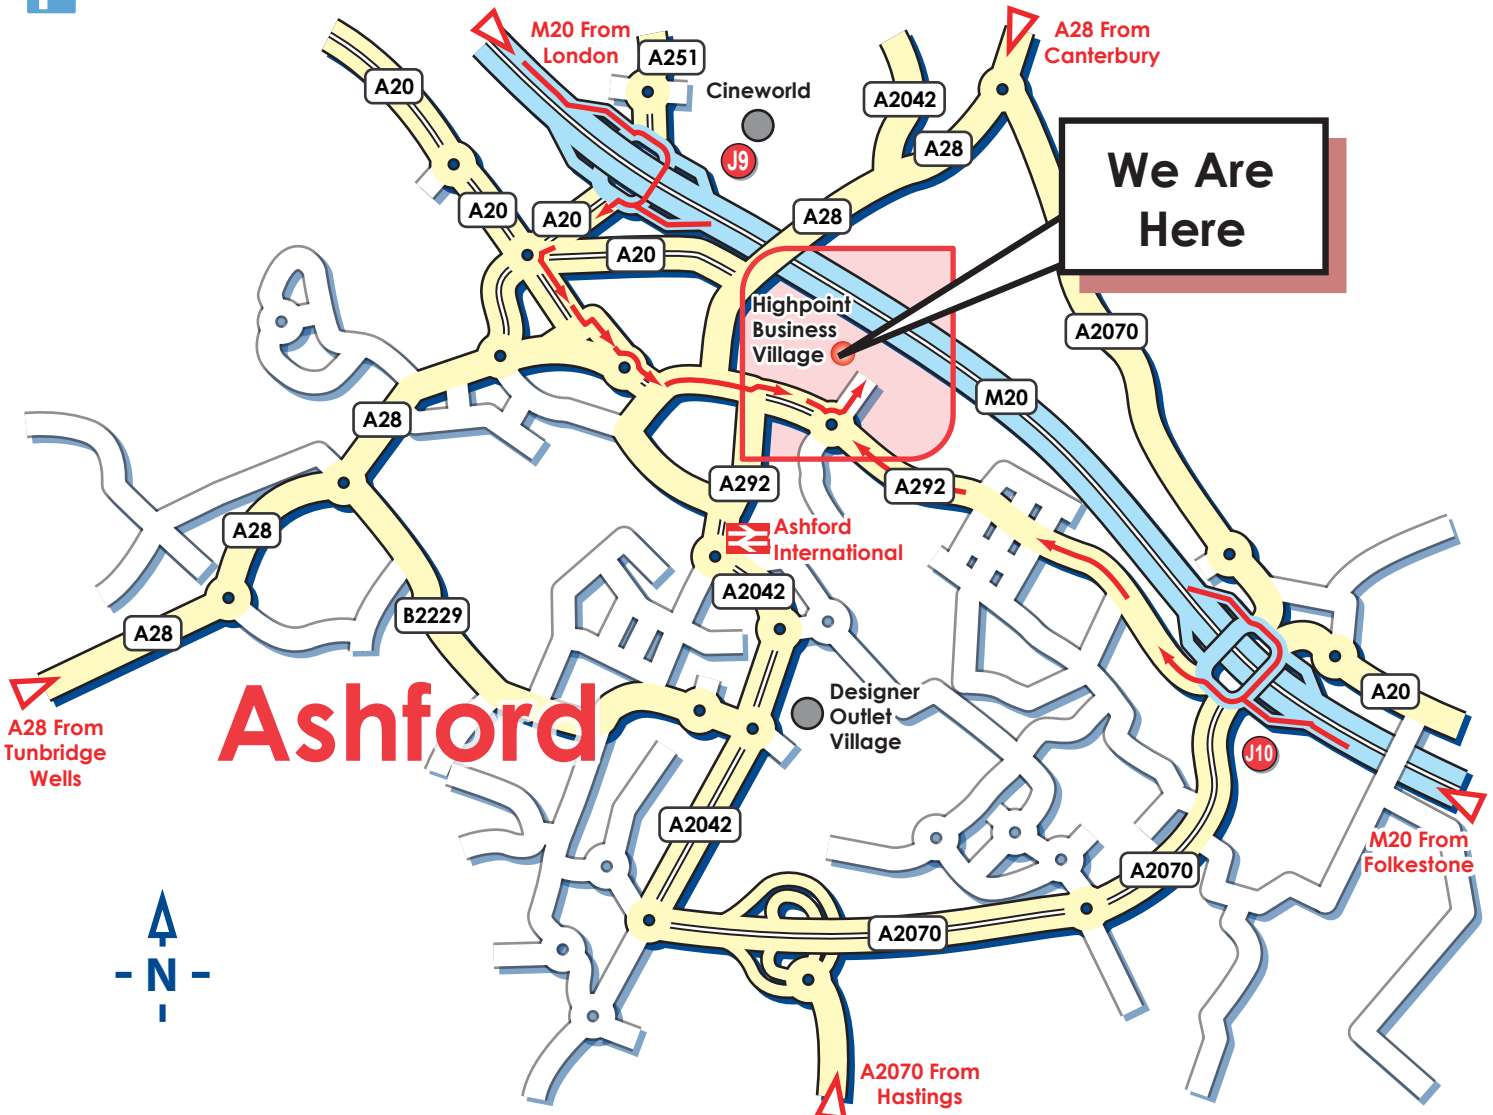 M20 From
London
A251
A28 From
Canterbury
A20
Cineworld
A2042
J9
A28
We Are
Here
A20
A20
A28
A20
Highpoint
Business
Village
A2070
M20
A28
A292
A292
Ashford
International
A28
A2042
B2229
A28
A20
Ashford
Designer
Outlet
Village
A28 From
Tunbridge
Wells
J10
A2042
M20 From
Folkestone
A2070
A2070
N
A2070 From
Hastings